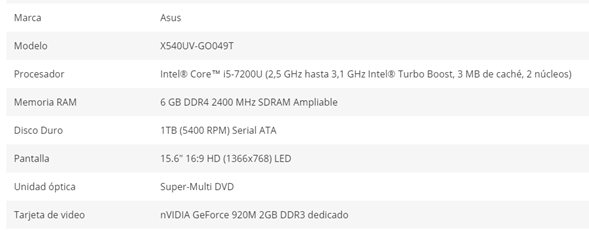 Marca Asus
Modelo X540UV-GO049T
Procesador Intel® Core™ i5-7200U (2,5 GHz hasta 3,1 GHz Intel® Turbo Boost, 3 MB de caché, 2 núcleos)
Memoria RAM 6 GB DDR4 2400 MHz SDRAM Ampliable
Disco Duro 1TB (5400 RPM) Serial ATA
Pantalla 15.6" 16:9 HD (1366x768) LED
Unidad óptica Super-Multi DVD
Tarjeta de video nVIDIA GeForce 920M 2GB DDR3 dedicado